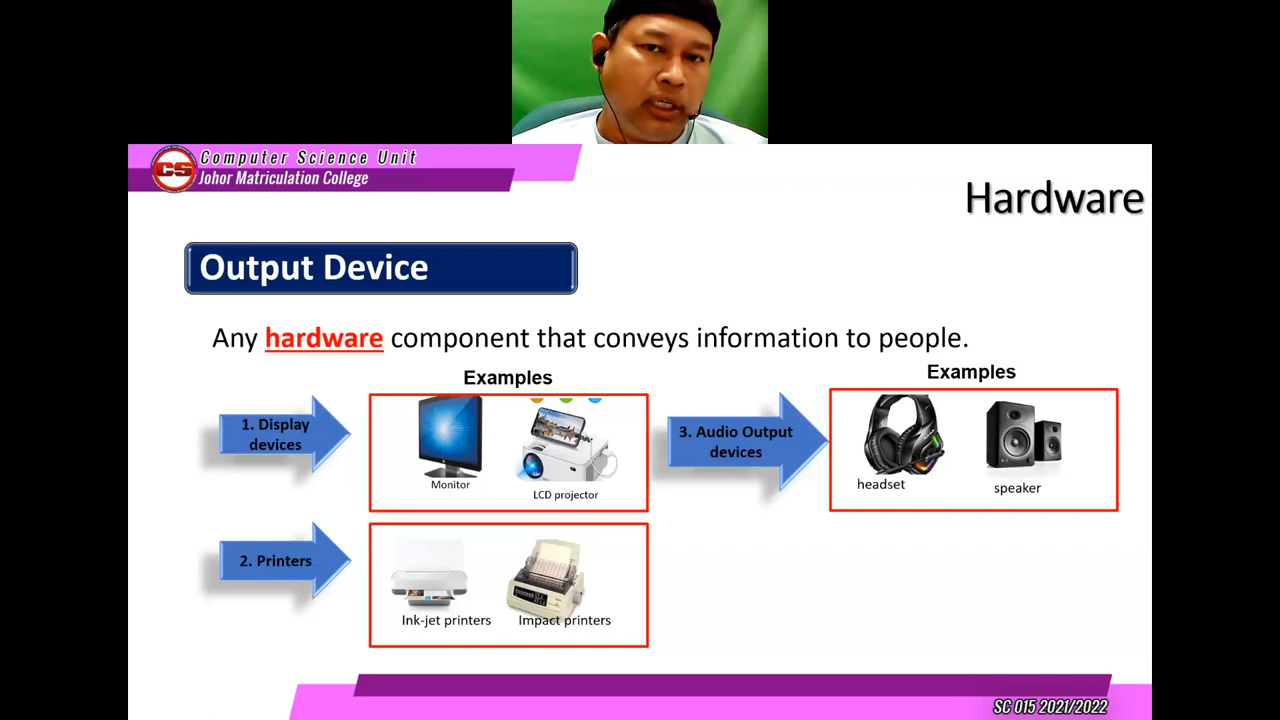 CS
Computer Science Unit
Johor Matriculation College
Hardware
Output Device
Any hardware component that conveys information to people.
Examples
1. Display
devices
Monitor
LCD projector
2. Printers
Ink-jet printers
Impact printers
Examples
3. Audio Output
devices
headset
speaker
SC 015 2021/2022